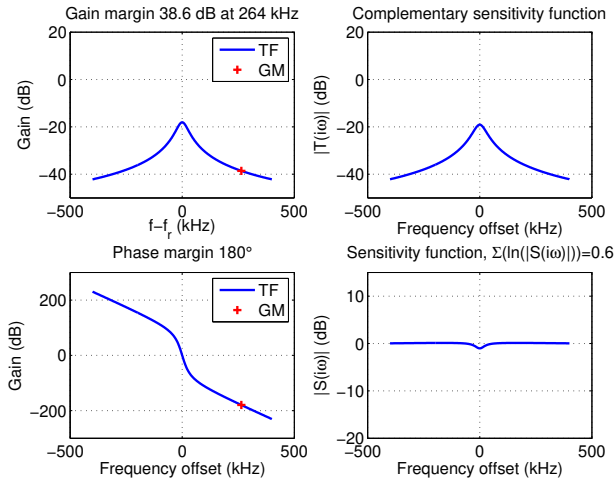 Gain margin 38.6 dB at 264 kHz
20
0
−20
−40
Gain (dB)
TF
GM
−500
0
500
f−fr (kHz)
Complementary sensitivity function
20
0
−20
−40
|T(iω)| (dB)
−500
0
500
Frequency offset (kHz)
Phase margin 180°
200
0
−200
Gain (dB)
TF
GM
−500
0
500
Frequency offset (kHz)
Sensitivity function, Σ(ln(|S(iω)|))=0.6
10
0
−10
−20
|S(iω)| (dB)
−500
0
500
Frequency offset (kHz)